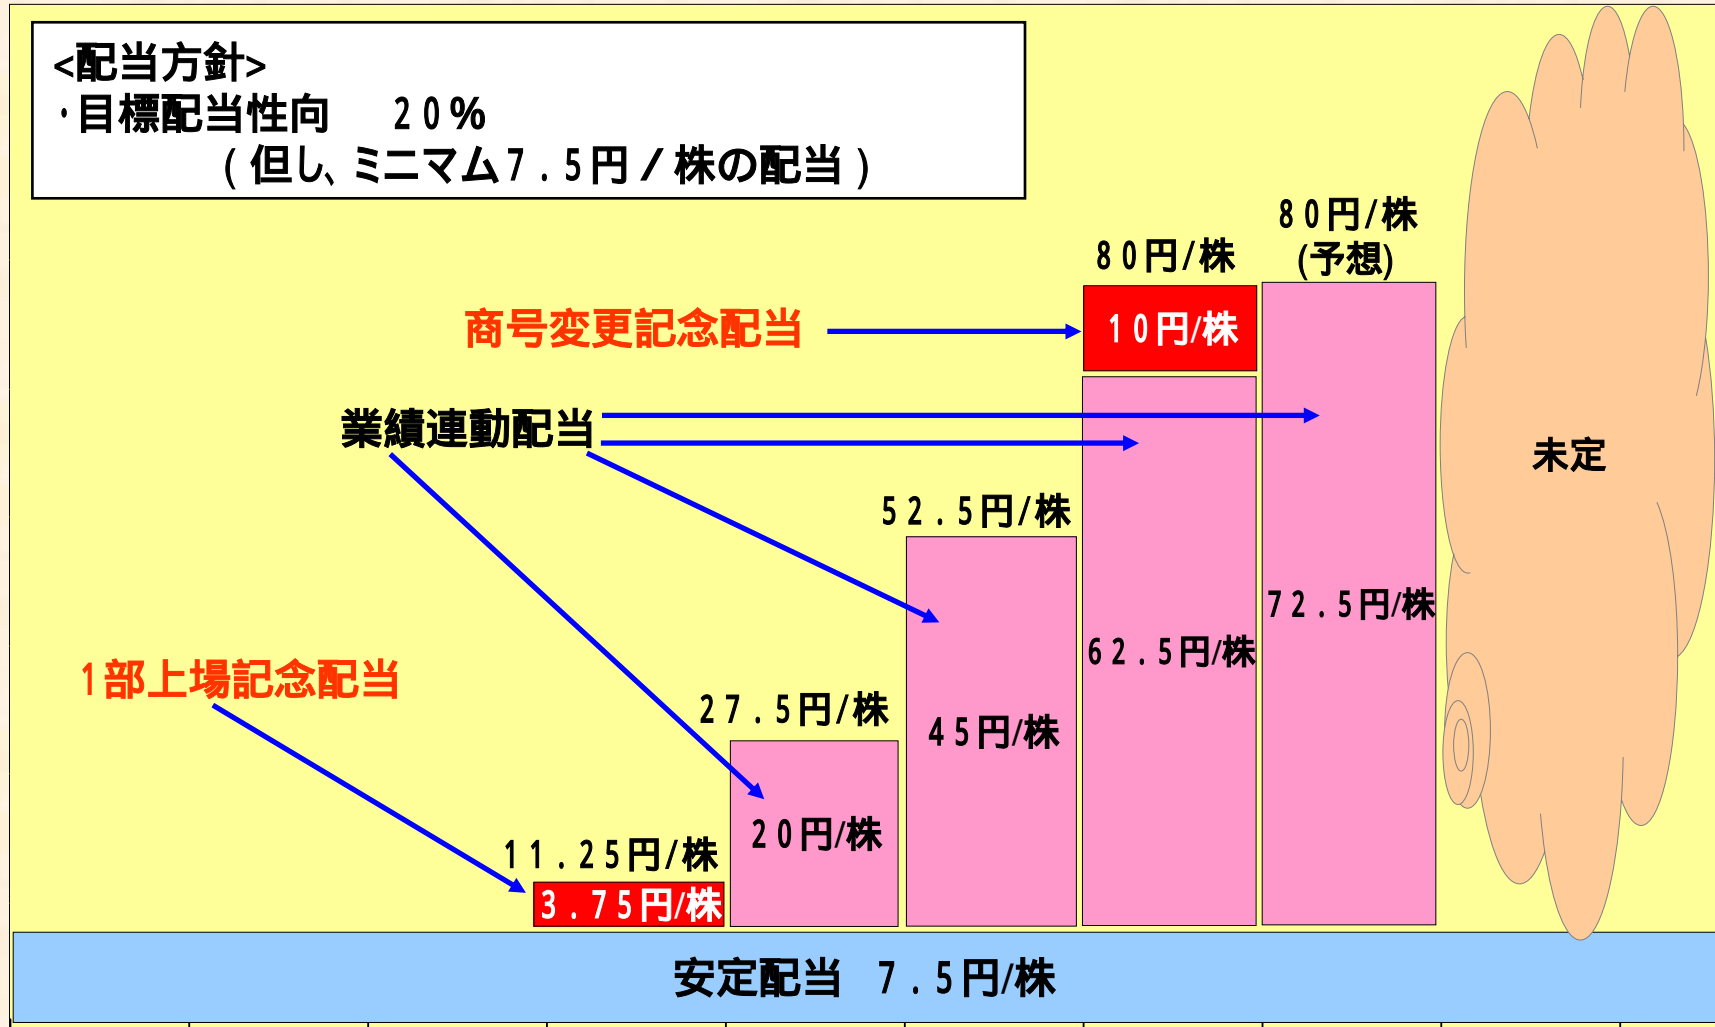 <配当方針>
・目標配当性向　２０％
（但し、ミニマム７．５円／株の配当）
８０円/株
(予想)
８０円/株
商号変更記念配当
１０円/株
業績連動配当
未定
５２．５円/株
７２．５円/株
６２．５円/株
１部上場記念配当
２７．５円/株
４５円/株
２０円/株
１１．２５円/株
３．７５円/株
安定配当　７．５円/株